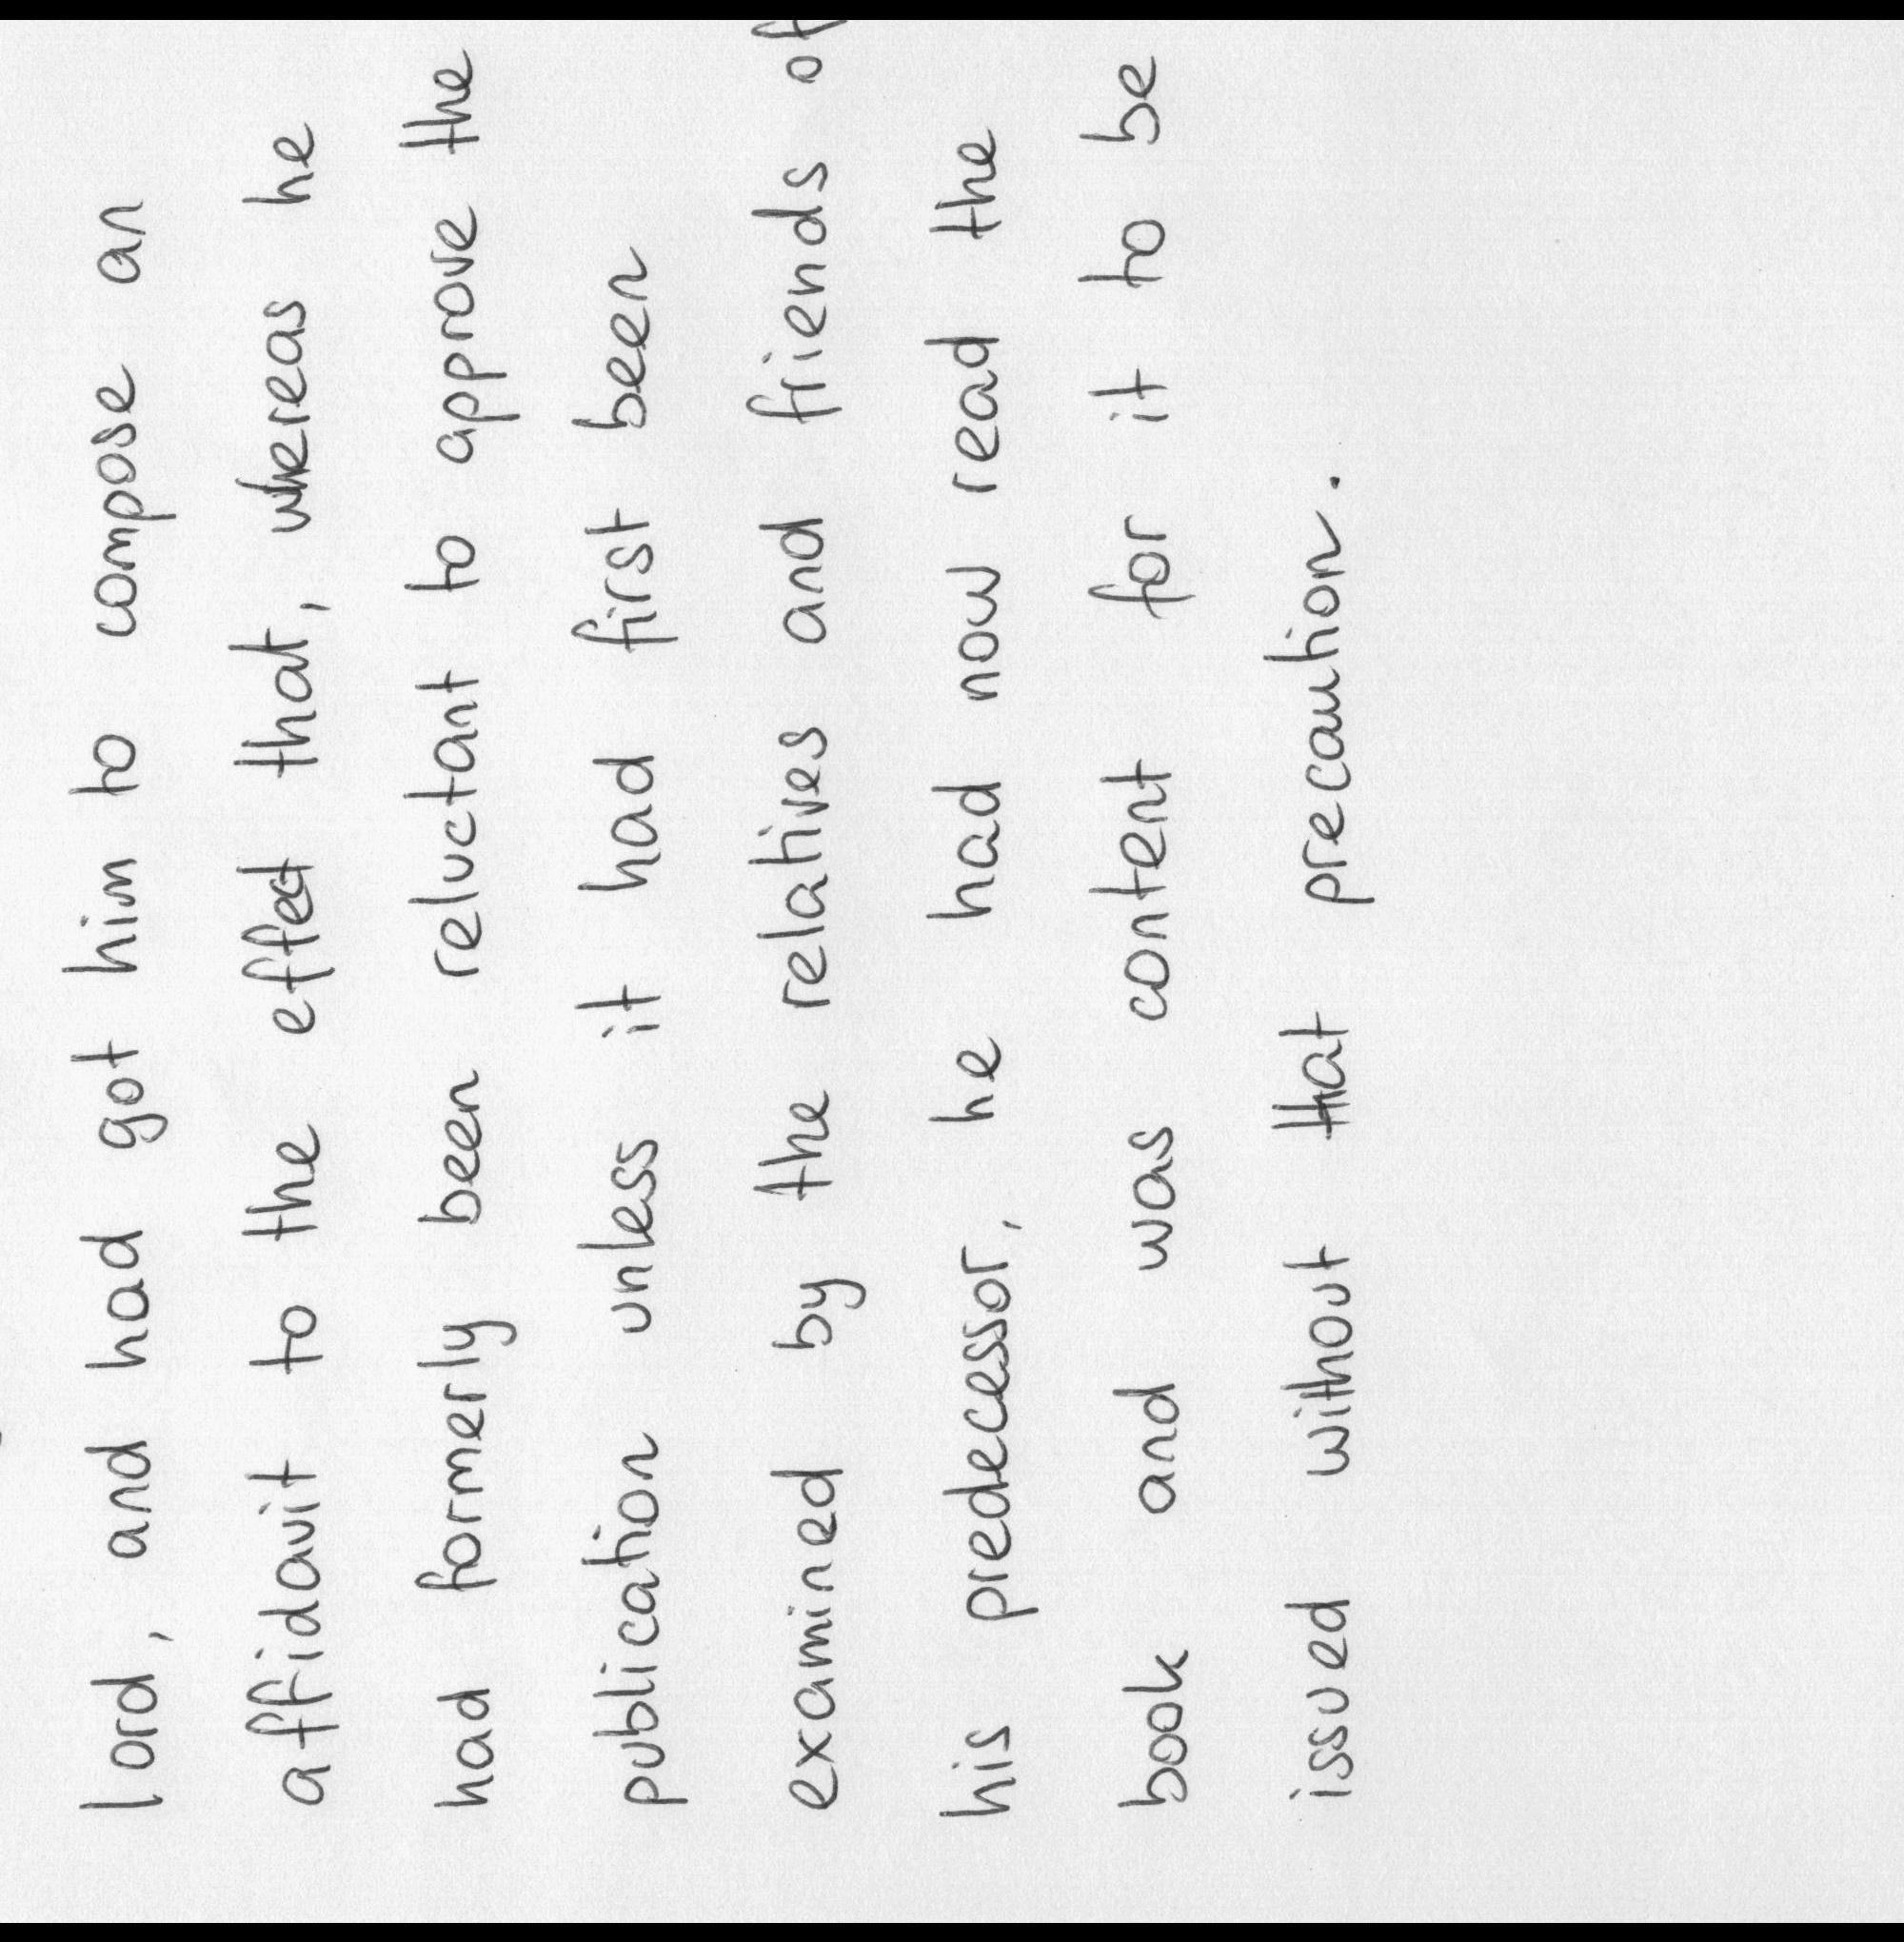 lord, and had got him to compose an
affidavit to the effect that, whereas he
had formerly been reluctant to approve the
publication unless it had first been
examined by the relatives and friends of
his predecessor, he had now read the
book and was content for it to be
issued without that precaution.